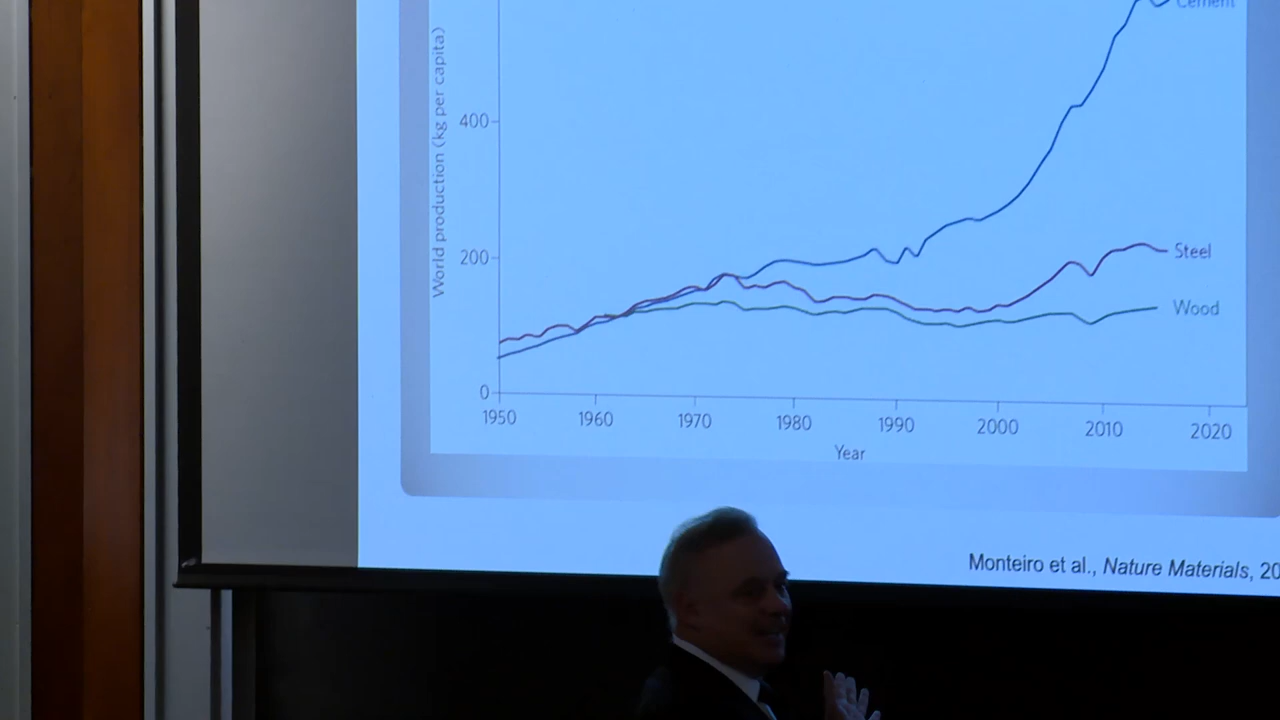 Cement
World production (kg per capita)
400
200
Steel
Wood
0
1950 1960 1970 1980 1990 2000 2010 2020
Year
Monteiro et al., Nature Materials, 20